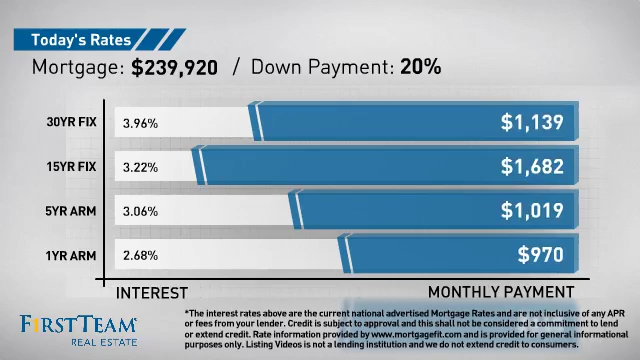 Today's Rates
Mortgage: $239,920 / Down Payment: 20%
30YR FIX 3.96% $1,139
15YR FIX 3.22% $1,682
5YR ARM 3.06% $1,019
1YR ARM 2.68% $970
INTEREST MONTHLY PAYMENT
FIRSTTEAM®
REAL ESTATE
*The interest rates above are the current national advertised Mortgage Rates and are not inclusive of any APR
or fees from your lender. Credit is subject to approval and this shall not be considered a commitment to lend
or extend credit. Rate information provided by www.mortgagefit.com and is provided for general informational
purposes only. Listing Videos is not a lending institution and we do not extend credit to consumers.